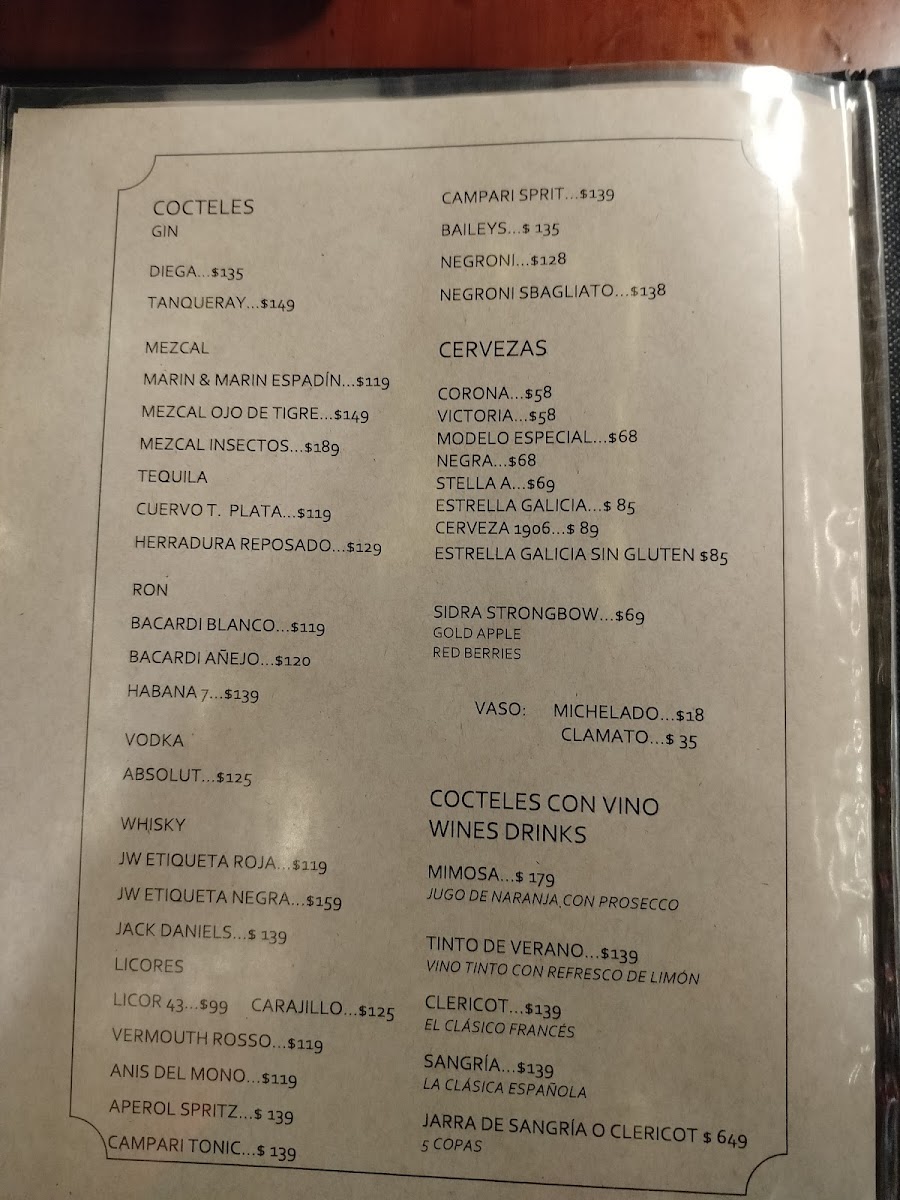 COCTELES
GIN
DIEGA...$135
TANQUERAY...$149
MEZCAL
MARIN & MARIN ESPADÍN...$119
MEZCAL OJO DE TIGRE...$149
MEZCAL INSECTOS...$189
TEQUILA
CUERVO T. PLATA...$119
HERRADURA REPOSADO...$129
RON
BACARDI BLANCO...$119
BACARDI AÑEJO...$120
HABANA 7...$139
VODKA
ABSOLUT...$125
WHISKY
JW ETIQUETA ROJA...$119
JW ETIQUETA NEGRA...$159
JACK DANIELS...$ 139
LICORES
LICOR 43...$99 CARAJILLO...$125
VERMOUTH ROSSO...$119
ANIS DEL MONO...$119
APEROL SPRITZ...$ 139
CAMPARI TONIC...$ 139
CAMPARI SPRIT...$139
BAILEYS...$ 135
NEGRONI...$128
NEGRONI SBAGLIATO...$138
CERVEZAS
CORONA...$58
VICTORIA...$58
MODELO ESPECIAL...$68
NEGRA...$68
STELLA A...$69
ESTRELLA GALICIA...$ 85
CERVEZA 1906...$ 89
ESTRELLA GALICIA SIN GLUTEN $85
SIDRA STRONGBOW...$69
GOLD APPLE
RED BERRIES
VASO: MICHELADO...$18
CLAMATO...$ 35
COCTELES CON VINO
WINES DRINKS
MIMOSA...$ 179
JUGO DE NARANJA,CON PROSECCO
TINTO DE VERANO...$139
VINO TINTO CON REFRESCO DE LIMÓN
CLERICOT...$139
EL CLÁSICO FRANCÉS
SANGRÍA...$139
LA CLÁSICA ESPAÑOLA
JARRA DE SANGRÍA O CLERICOT $ 649
5 COPAS